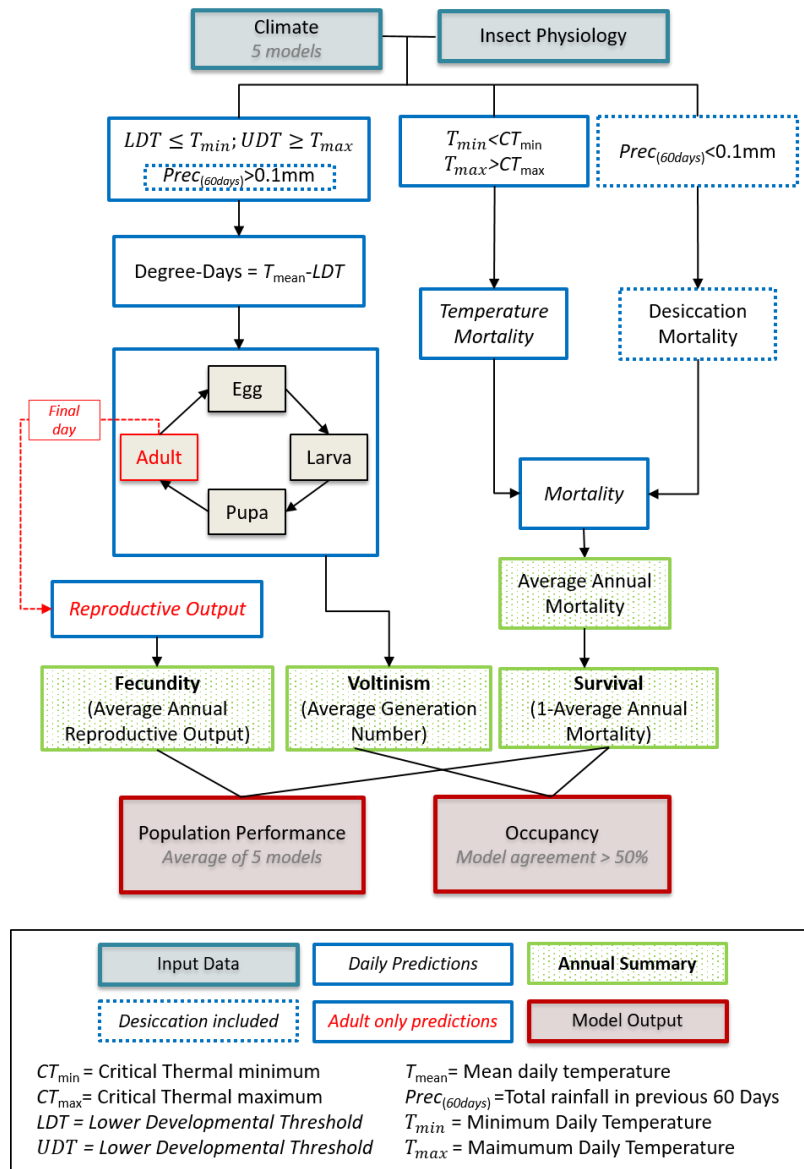 Climate
5 models
Insect Physiology
LDT ≤ Tmin; UDT ≥ Tmax
Prec(60days)>0.1mm
Tmin<CTmin
Tmax>CTmax
Prec(60days)<0.1mm
Degree-Days = Tmean-LDT
Temperature
Mortality
Desiccation
Mortality
Egg
Final
day
Adult
Larva
Pupa
Mortality
Reproductive Output
Average Annual
Mortality
Fecundity
(Average Annual
Reproductive Output)
Voltinism
(Average Generation
Number)
Survival
(1-Average Annual
Mortality)
Population Performance
Average of 5 models
Occupancy
Model agreement > 50%
Input Data
Daily Predictions
Annual Summary
Desiccation included
Adult only predictions
Model Output
CTmin = Critical Thermal minimum
CTmax= Critical Thermal maximum
LDT = Lower Developmental Threshold
UDT = Lower Developmental Threshold
Tmean= Mean daily temperature
Prec(60days) =Total rainfall in previous 60 Days
Tmin = Minimum Daily Temperature
Tmax = Maimumum Daily Temperature